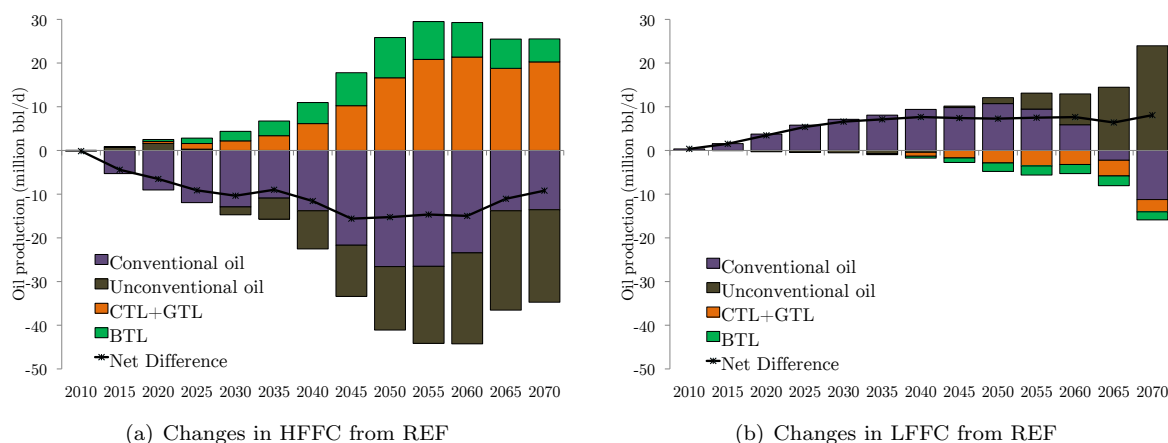 30
20
10
0
-10
-20
-30
-40
-50
Oil production (million bbl/d)
Conventional oil
Unconventional oil
CTL+GTL
BTL
Net Difference
2010 2015 2020 2025 2030 2035 2040 2045 2050 2055 2060 2065 2070
(a) Changes in HFFC from REF
30
20
10
0
-10
-20
-30
-40
-50
Oil production (million bbl/d)
Conventional oil
Unconventional oil
CTL+GTL
BTL
Net Difference
2010 2015 2020 2025 2030 2035 2040 2045 2050 2055 2060 2065 2070
(b) Changes in LFFC from REF